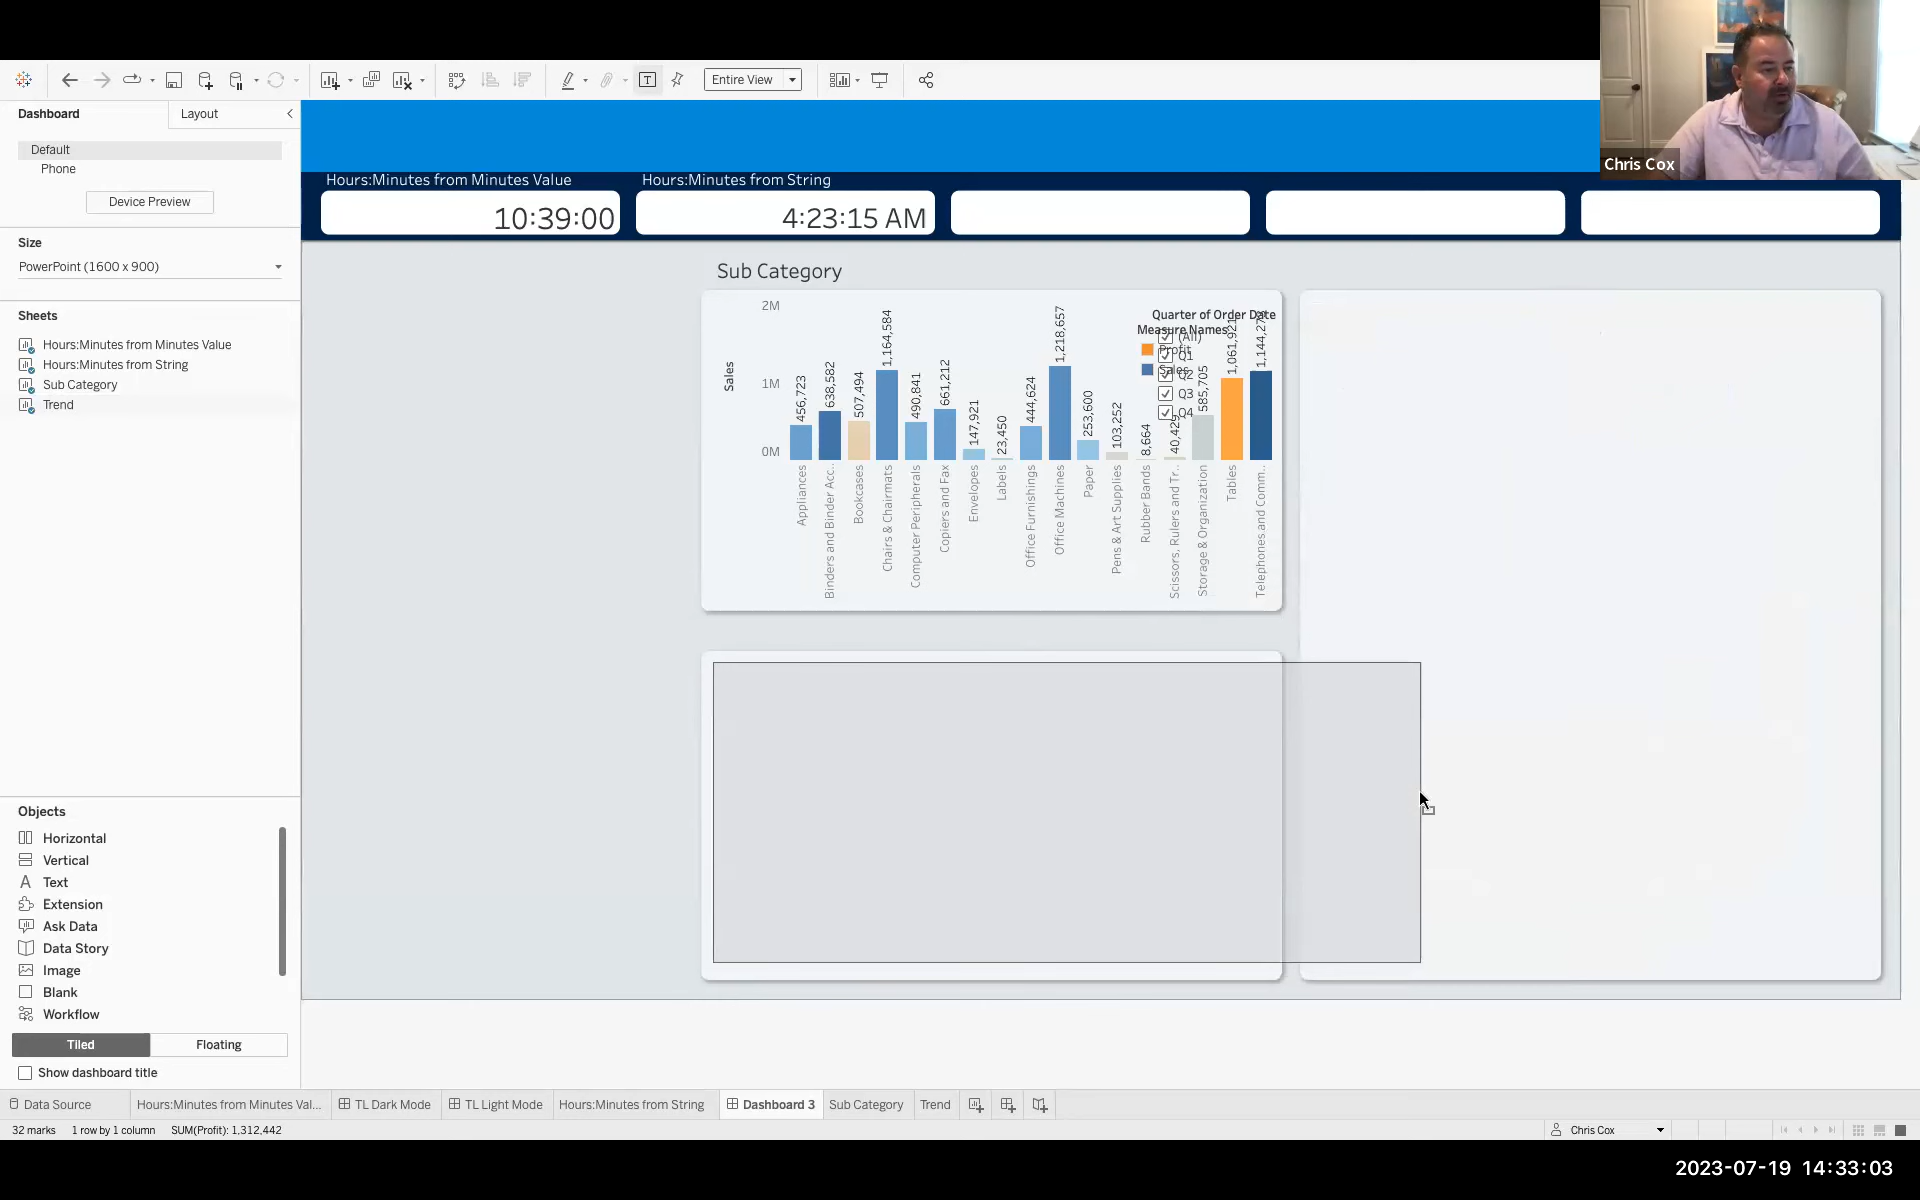 Entire View
Chris Cox
Dashboard
Layout
Default
Phone
Device Preview
Size
PowerPoint (1600 x 900)
Sheets
Hours:Minutes from Minutes Value
Hours:Minutes from String
Sub Category
Trend
Hours:Minutes from Minutes Value
10:39:00
Hours:Minutes from String
4:23:15 AM
Sub Category
2M
1M
0M
Sales
456,723
638,582
507,494
1,164,584
490,841
661,212
147,921
23,450
444,624
1,218,657
253,600
103,252
8,664
585,705
1,061,921
Quarter of Order Date
Measure Names
(All)
Profit
Q1
Sales
Q2
Q3
Q4
Appliances
Binders and Binder Acc..
Bookcases
Chairs & Chairmats
Computer Peripherals
Copiers and Fax
Envelopes
Labels
Office Furnishings
Office Machines
Paper
Pens & Art Supplies
Rubber Bands
Scissors, Rulers and Tr..
Storage & Organization
Tables
Telephones and Comm..
Objects
Horizontal
Vertical
Text
Extension
Ask Data
Data Story
Image
Blank
Workflow
Tiled
Floating
Show dashboard title
Data Source
Hours:Minutes from Minutes Val...
TL Dark Mode
TL Light Mode
Hours:Minutes from String
Dashboard 3
Sub Category
Trend
32 marks
1 row by 1 column
SUM(Profit): 1,312,442
Chris Cox
2023-07-19 14:33:03